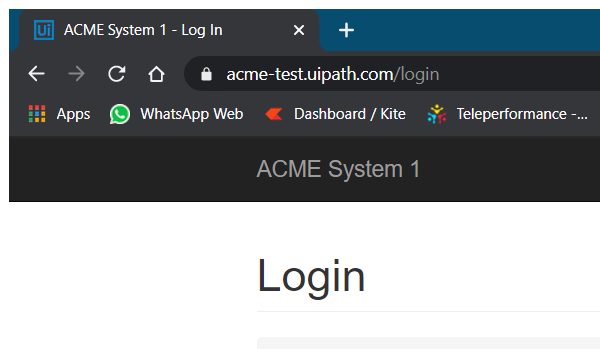 Ui ACME System 1 - Log In
acme-test.uipath.com/login
Apps WhatsApp Web Dashboard / Kite Teleperformance -...
ACME System 1
Login